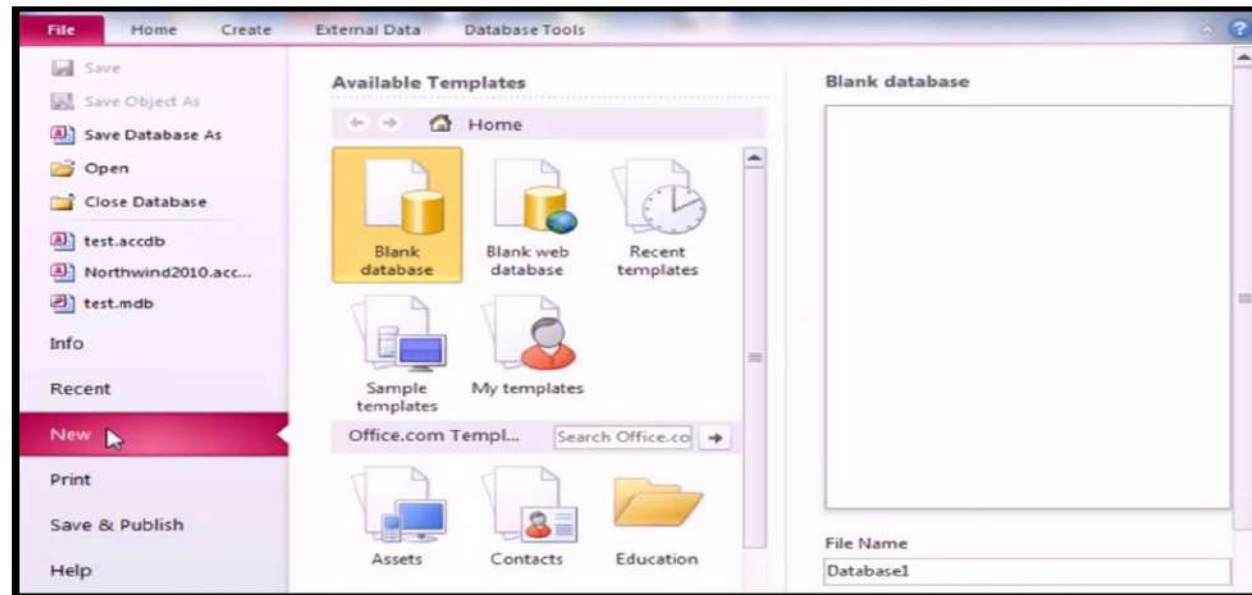 File Home Create External Data Database Tools
Save
Save Object As
Save Database As
Open
Close Database
test.accdb
Northwind2010.acc...
test.mdb
Info
Recent
New
Print
Save & Publish
Help
Available Templates
Home
Blank
database
Blank web
database
Recent
templates
Sample
templates
My templates
Office.com Templ... Search Office.co
Assets Contacts Education
Blank database
File Name
Database1